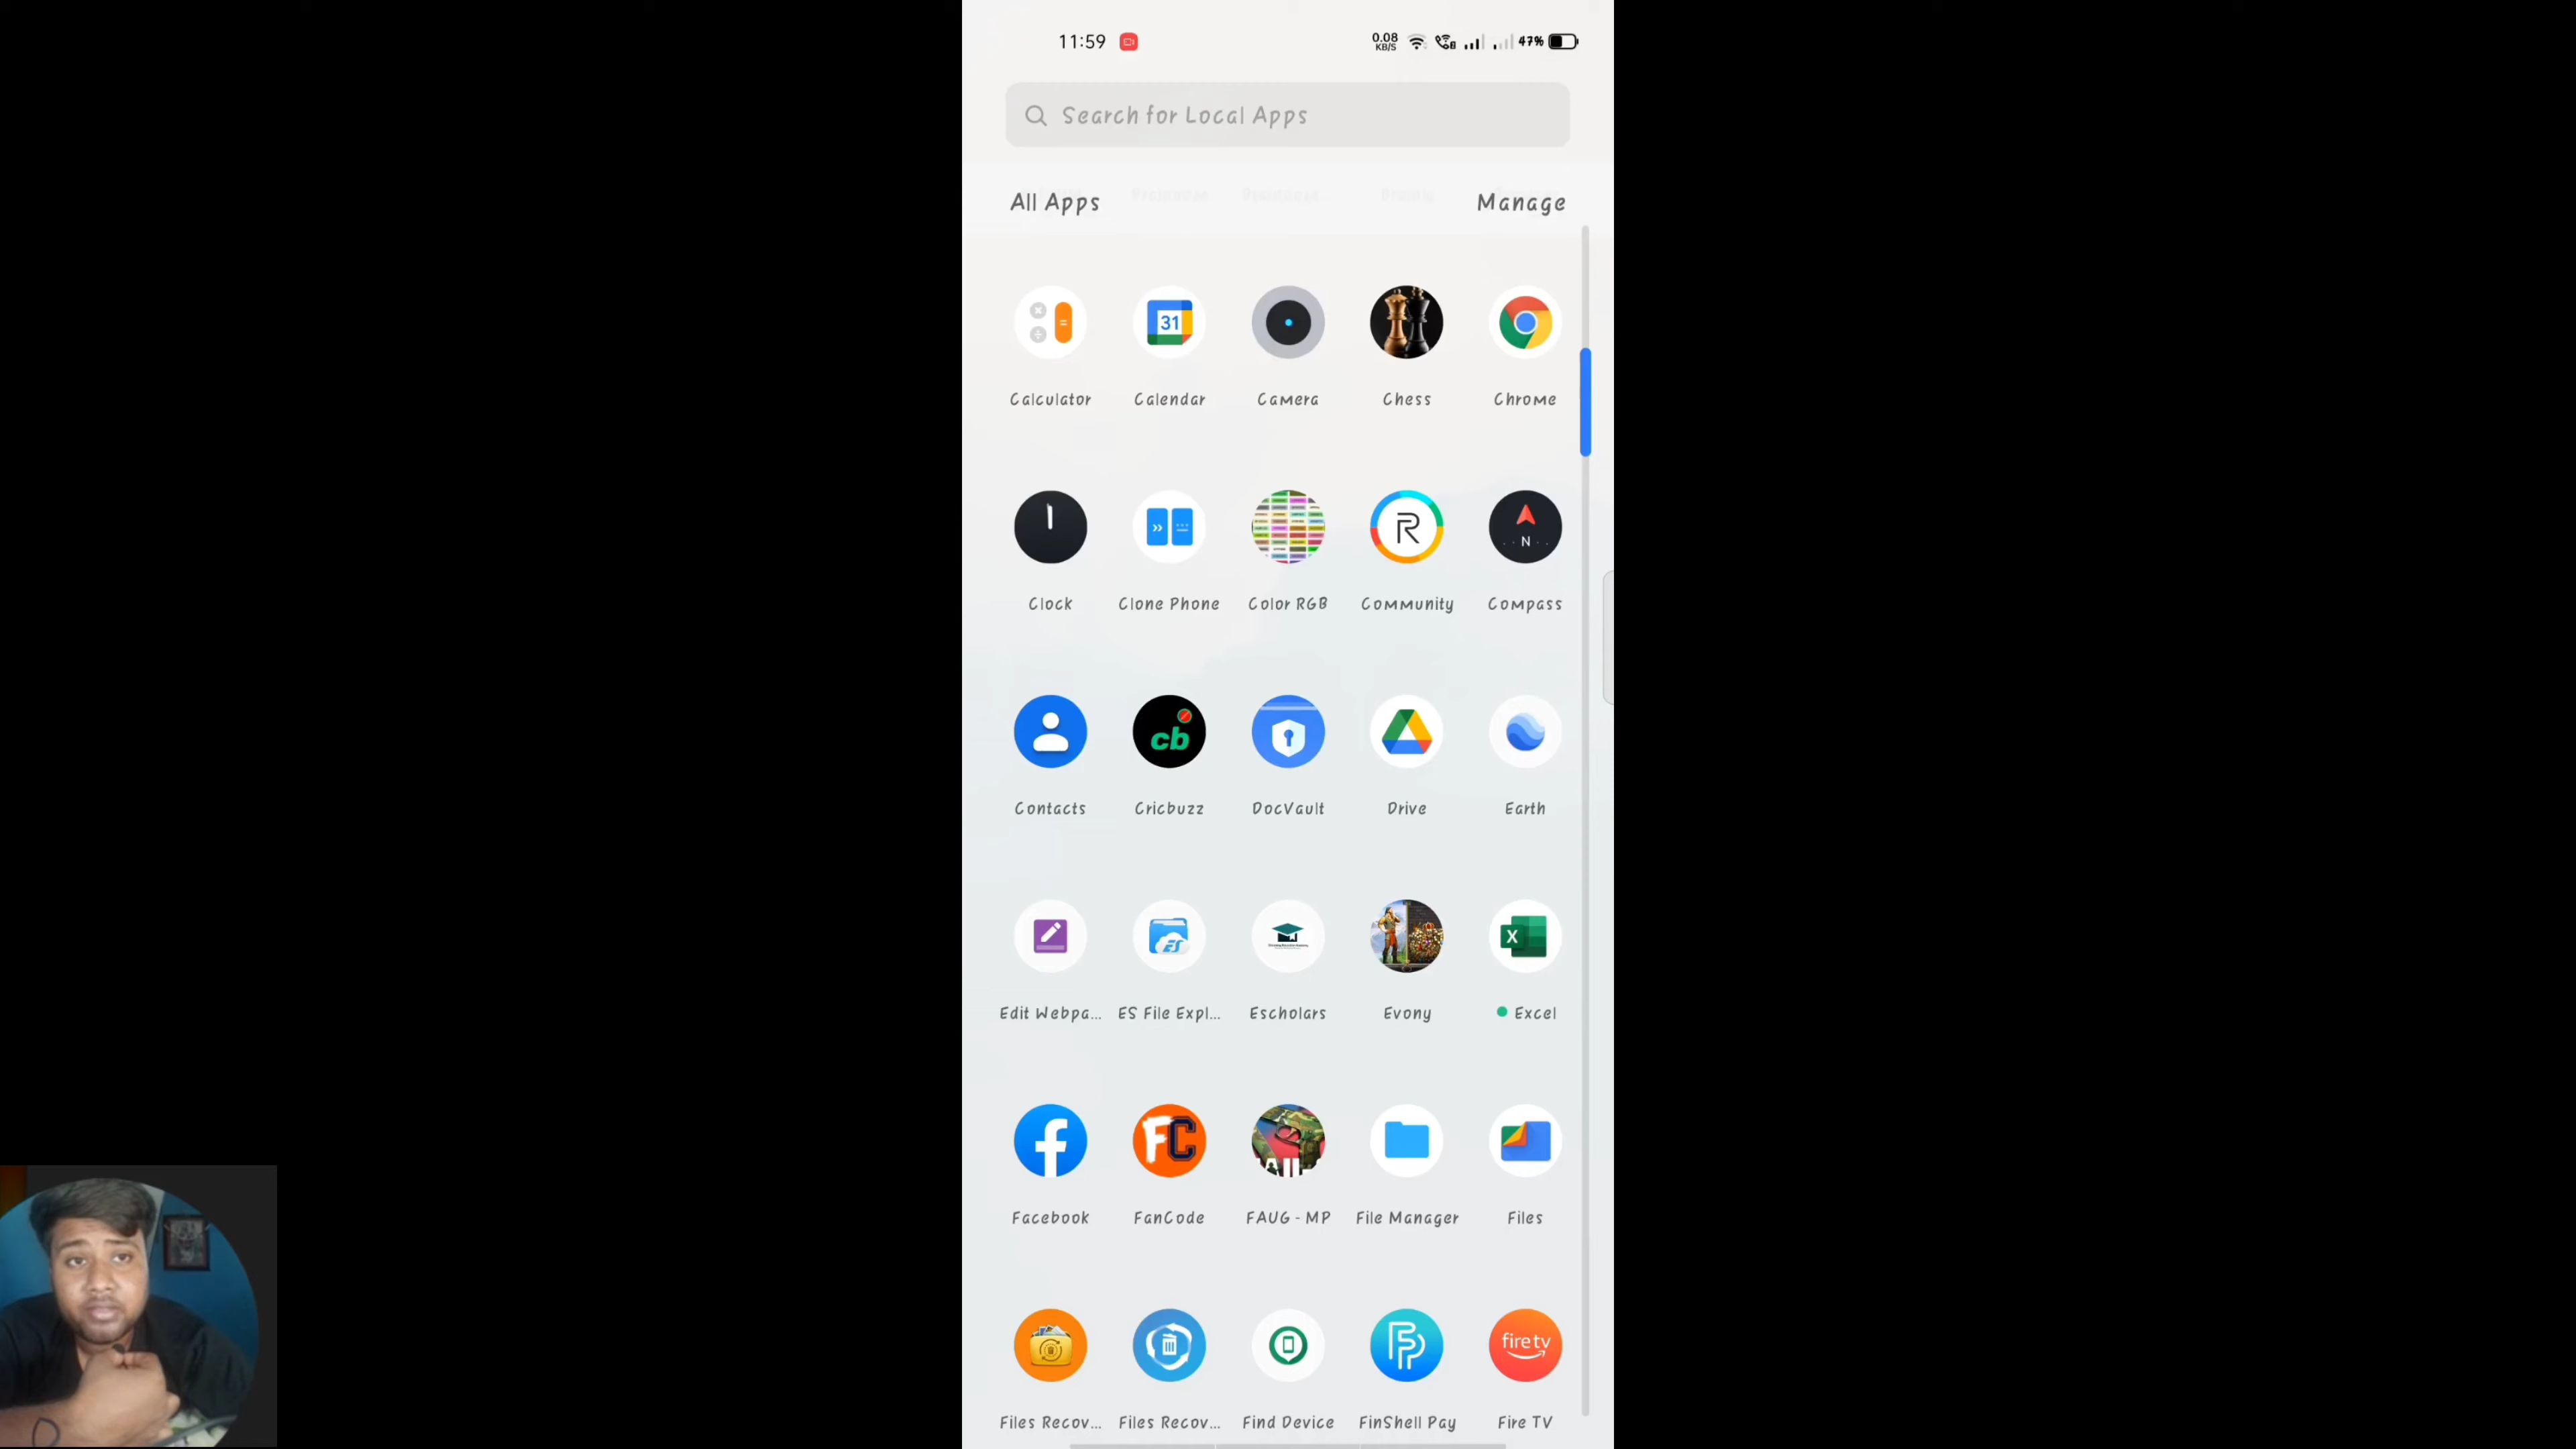 11:59
0.08 KB/S
47%
Search for Local Apps
All Apps
Manage
31
Calculator Calendar Camera Chess Chrome
R
N
Clock Clone Phone Color RGB Community Compass
cb
Contacts Cricbuzz DocVault Drive Earth
ES
X
Edit Webpa... ES File Expl... Escholars Evony Excel
f
FC
Facebook FanCode FAUG - MP File Manager Files
fire tv
Files Recov... Files Recov... Find Device FinShell Pay Fire TV